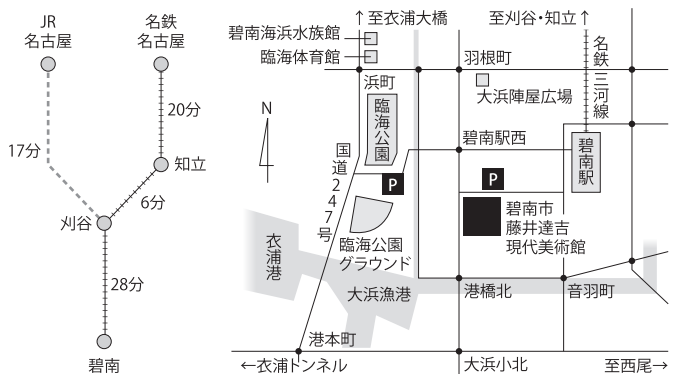 JR
名古屋
名鉄
名古屋
20分
17分
知立
6分
刈谷
28分
碧南
↑至衣浦大橋
至刈谷・知立↑
碧南海浜水族館
臨海体育館
羽根町
名鉄三河線
浜町
大浜陣屋広場
臨海公園
N
碧南駅西
碧南駅
国道247号
P
P
碧南市
藤井達吉
現代美術館
臨海公園
グラウンド
衣浦港
大浜漁港
港橋北
音羽町
港本町
←衣浦トンネル
大浜小北
至西尾→